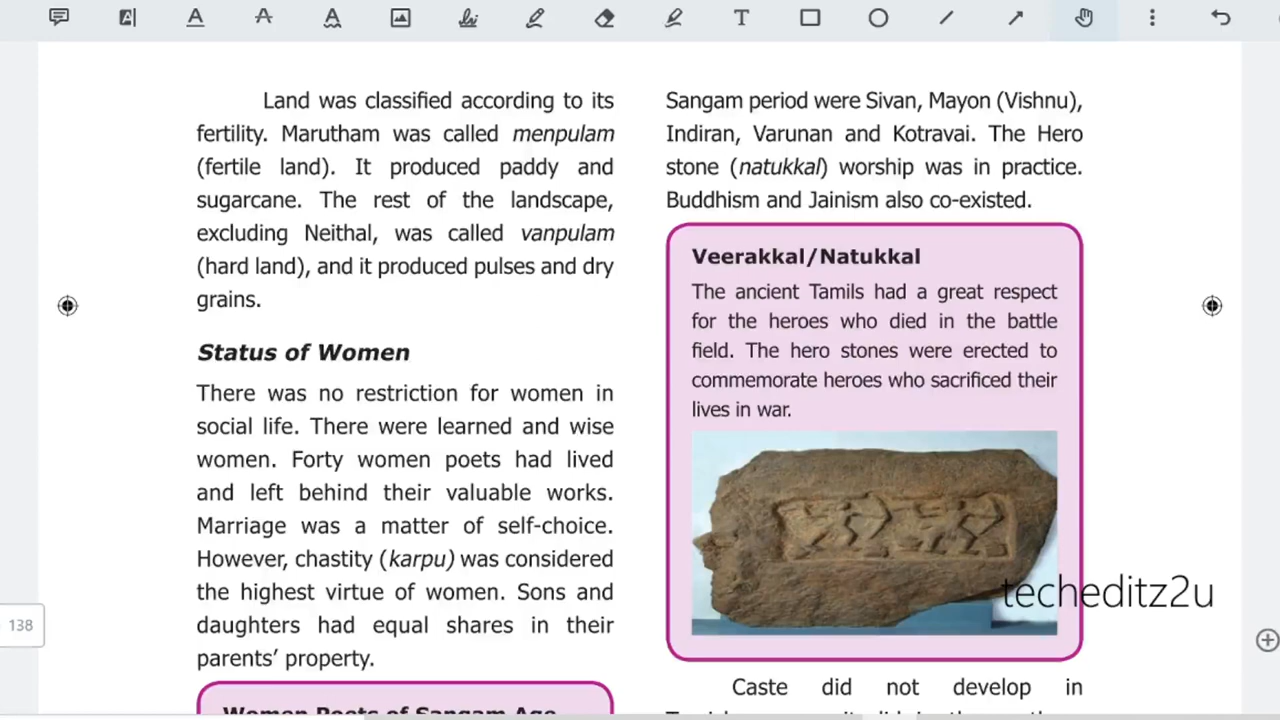 Land was classified according to its
fertility. Marutham was called menpulam
(fertile land). It produced paddy and
sugarcane. The rest of the landscape,
excluding Neithal, was called vanpulam
(hard land), and it produced pulses and dry
grains.
Status of Women
There was no restriction for women in
social life. There were learned and wise
women. Forty women poets had lived
and left behind their valuable works.
Marriage was a matter of self-choice.
However, chastity (karpu) was considered
the highest virtue of women. Sons and
daughters had equal shares in their
parents’ property.
Women Poets of Sangam Age
Sangam period were Sivan, Mayon (Vishnu),
Indiran, Varunan and Kotravai. The Hero
stone (natukkal) worship was in practice.
Buddhism and Jainism also co-existed.
Veerakkal/Natukkal
The ancient Tamils had a great respect
for the heroes who died in the battle
field. The hero stones were erected to
commemorate heroes who sacrificed their
lives in war.
techeditz2u
Caste did not develop in
138